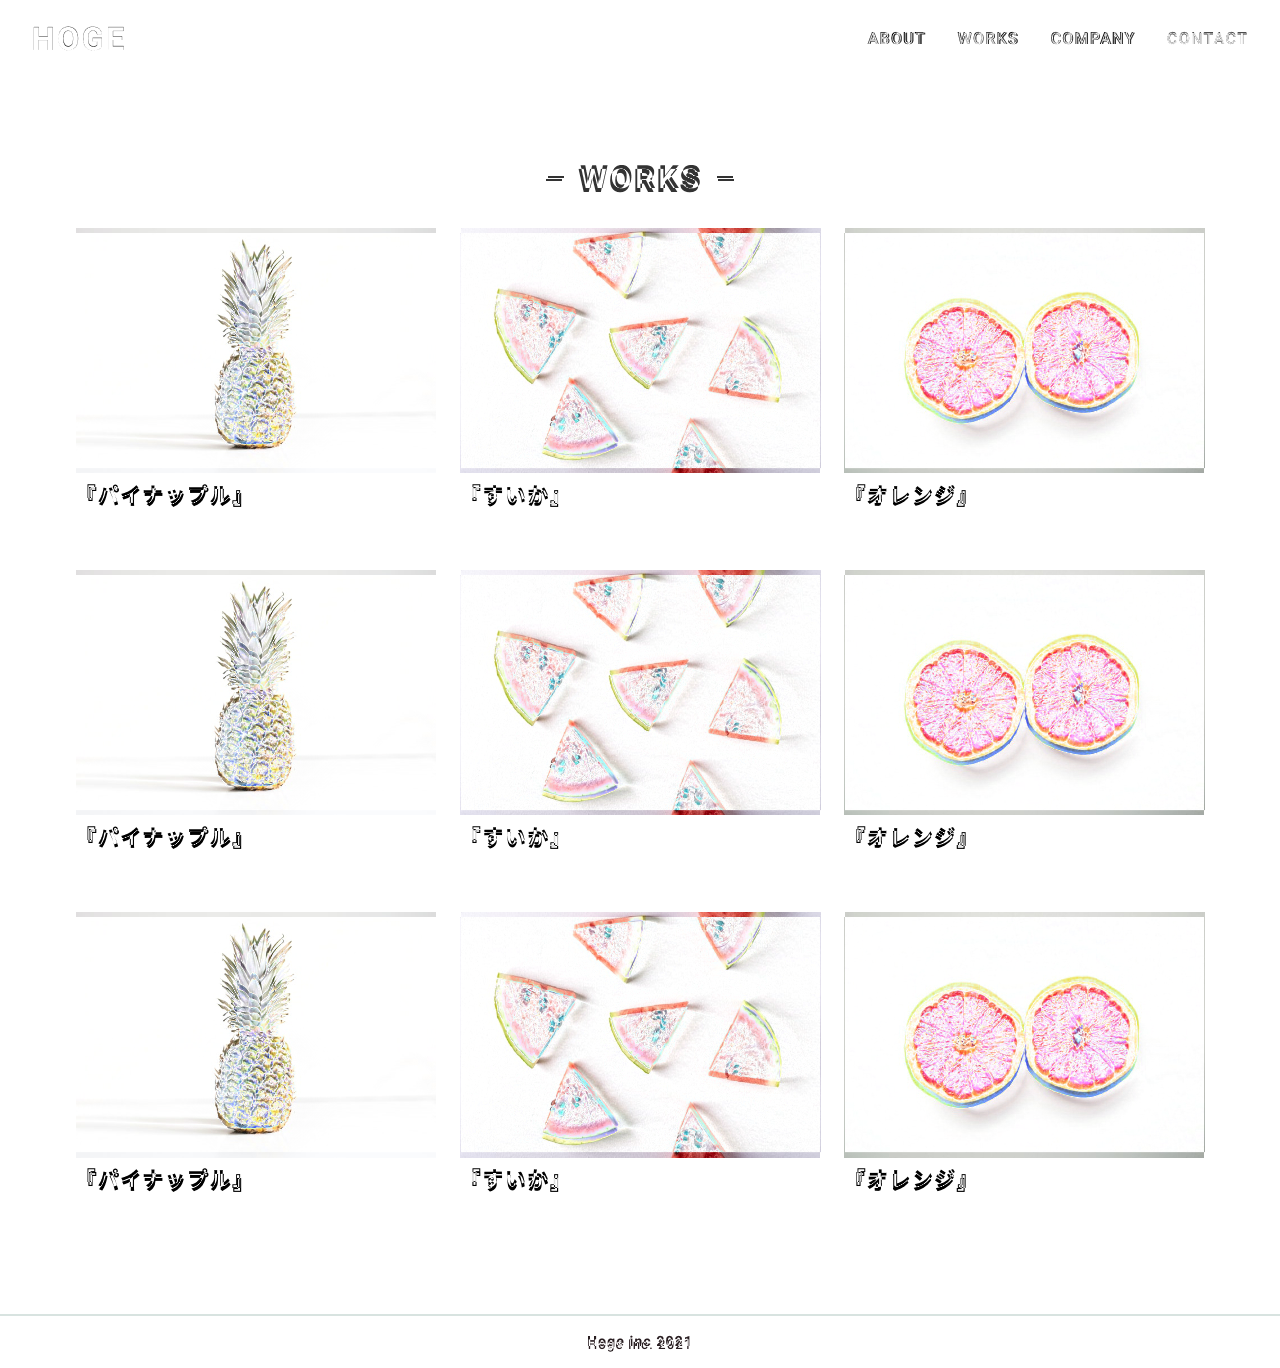 HOGE
ABOUT WORKS COMPANY CONTACT
– WORKS –
『パイナップル』 『すいか』 『オレンジ』
『パイナップル』 『すいか』 『オレンジ』
『パイナップル』 『すいか』 『オレンジ』
Hoge inc. 2021